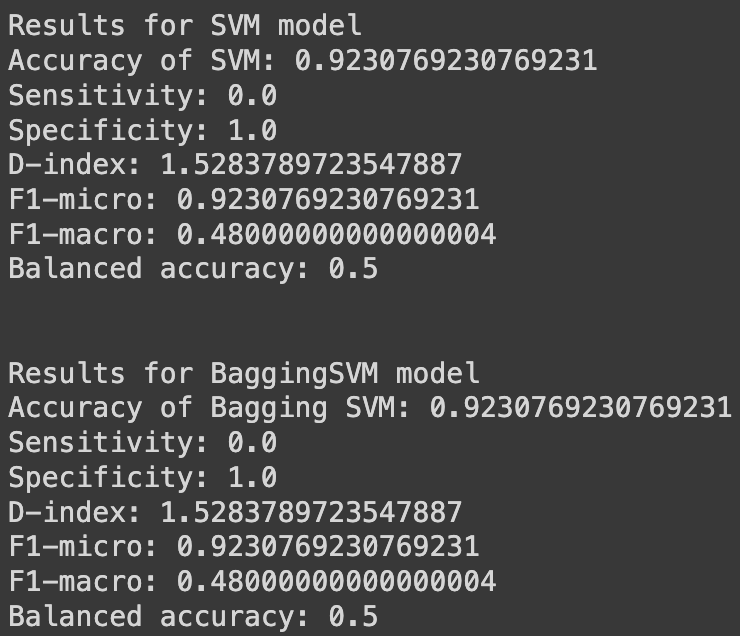 Results for SVM model
Accuracy of SVM: 0.9230769230769231
Sensitivity: 0.0
Specificity: 1.0
D-index: 1.5283789723547887
F1-micro: 0.9230769230769231
F1-macro: 0.48000000000000004
Balanced accuracy: 0.5
Results for BaggingSVM model
Accuracy of Bagging SVM: 0.9230769230769231
Sensitivity: 0.0
Specificity: 1.0
D-index: 1.5283789723547887
F1-micro: 0.9230769230769231
F1-macro: 0.48000000000000004
Balanced accuracy: 0.5